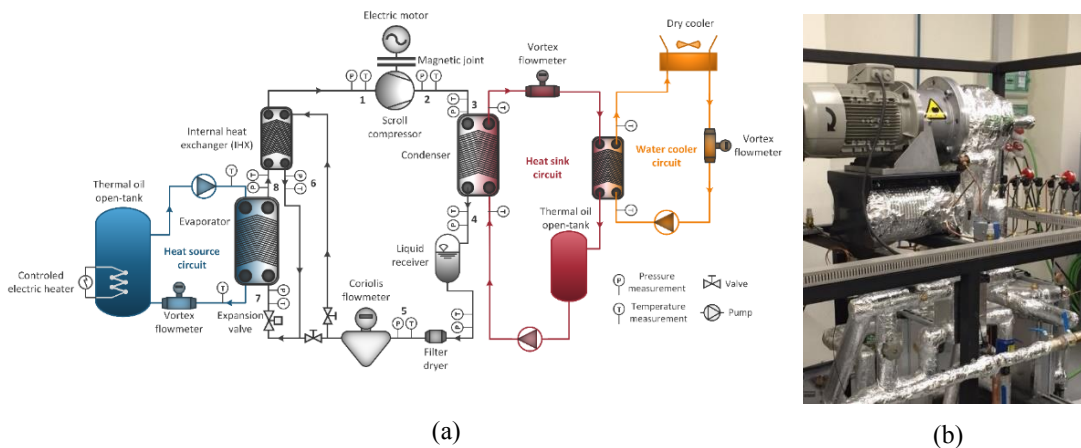 Electric motor
Magnetic joint
P T
P T
1
2
Scroll
compressor
Vortex
flowmeter
Dry cooler
3
P T
T
Condenser
Heat sink
circuit
T
Water cooler
circuit
Vortex
flowmeter
T
Internal heat
exchanger (IHX)
8
P T
P T
6
Thermal oil
open-tank
T
Evaporator
Heat source
circuit
Controled
electric heater
Vortex
flowmeter
T
Expansion
valve
7
P T
4
P T
T
Liquid
receiver
P T
Coriolis
flowmeter
5
P T
Filter
dryer
Thermal oil
open-tank
P Pressure
measurement
Valve
T Temperature
measurement
Pump
(a)
(b)